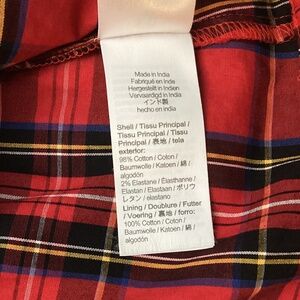 Made in India
Fabriqué en Inde
Hergestellt in Indien
Vervaardigd in India
インド製
hecho en India
Shell / Tissu Principal /
Tissu Principal / Tissu
Principal / 表地 / tela
exterior:
98% Cotton / Coton /
Baumwolle / Katoen / 綿 /
algodón
2% Elastane / Élasthanne /
Elastan / Elastaan / ポリウ
レタン / elastano
Lining / Doublure / Futter
/ Voering / 裏地 / forro:
100% Cotton / Coton /
Baumwolle / Katoen / 綿 /
algodón